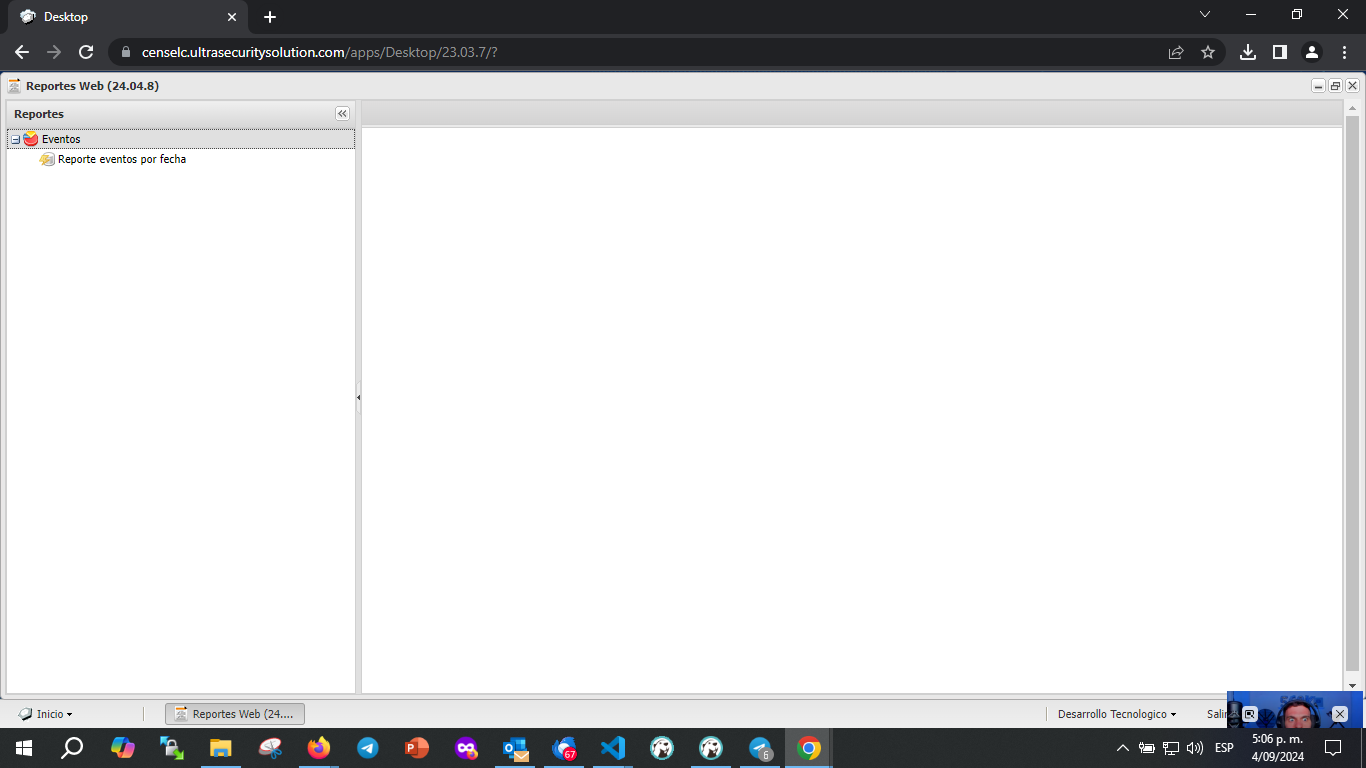 Desktop
censelc.ultrasecuritysolution.com/apps/Desktop/23.03.7/?
Reportes Web (24.04.8)
Reportes
Eventos
Reporte eventos por fecha
Inicio
Reportes Web (24....
Desarrollo Tecnologico
67
6
ESP
5:06 p. m.
4/09/2024